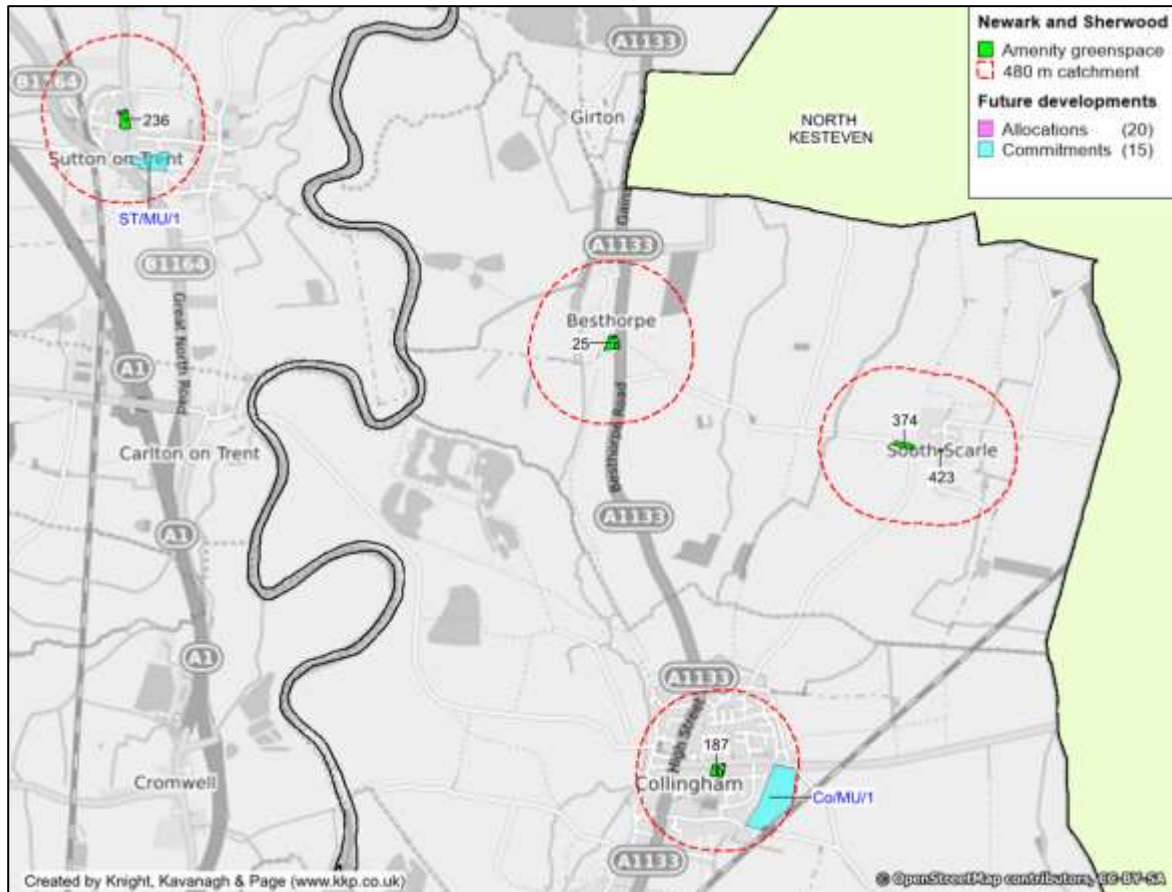 Newark and Sherwood
Amenity greenspace
480 m catchment
Future developments
Allocations (20)
Commitments (15)
A1133
B1164
Girton
NORTH
KESTEVEN
236
Sutton on Trent
ST/MU/1
A1133
B1164
Great North Road
Besthorpe
25
A1
Besthorpe Road
374
South Scarle
423
Carlton on Trent
A1133
A1
A1
A1133
High Street
187
Collingham
Cromwell
Co/MU/1
A1133
Created by Knight, Kavanagh & Page (www.kkp.co.uk)
© OpenStreetMap contributors, CC-BY-SA